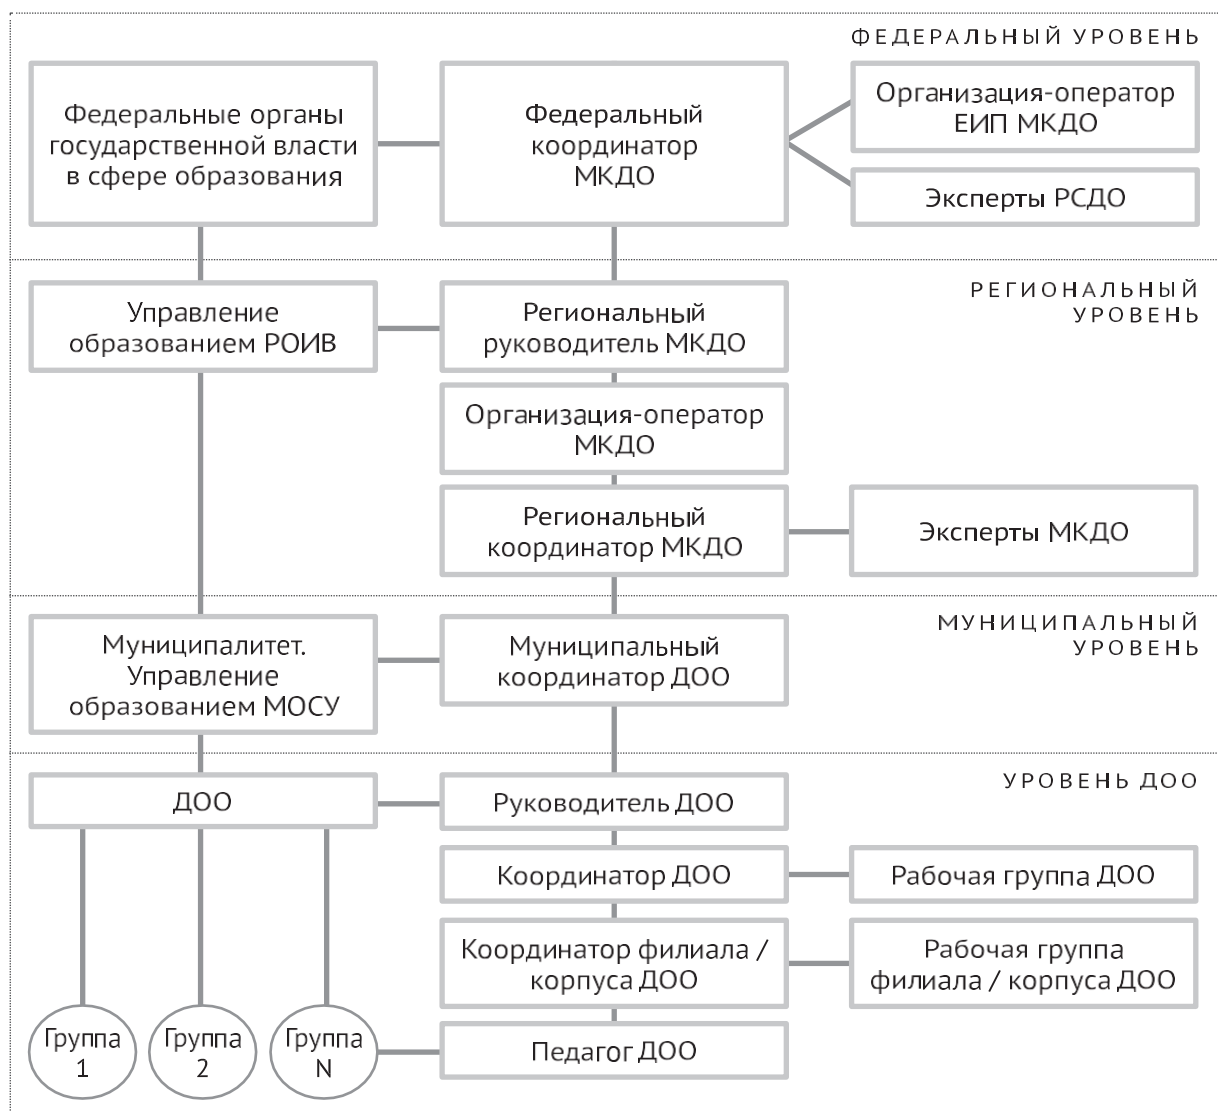 ФЕДЕРАЛЬНЫЙ УРОВЕНЬ
Федеральные органы
государственной власти
в сфере образования
Федеральный
координатор
МКДО
Организация-оператор
ЕИП МКДО
Эксперты РСДО
РЕГИОНАЛЬНЫЙ
УРОВЕНЬ
Управление
образованием РОИВ
Региональный
руководитель МКДО
Организация-оператор
МКДО
Региональный
координатор МКДО
Эксперты МКДО
МУНИЦИПАЛЬНЫЙ
УРОВЕНЬ
Муниципалитет.
Управление
образованием МОСУ
Муниципальный
координатор ДОО
УРОВЕНЬ ДОО
ДОО
Руководитель ДОО
Координатор ДОО
Рабочая группа ДОО
Координатор филиала /
корпуса ДОО
Рабочая группа
филиала / корпуса ДОО
Группа
1
Группа
2
Группа
N
Педагог ДОО